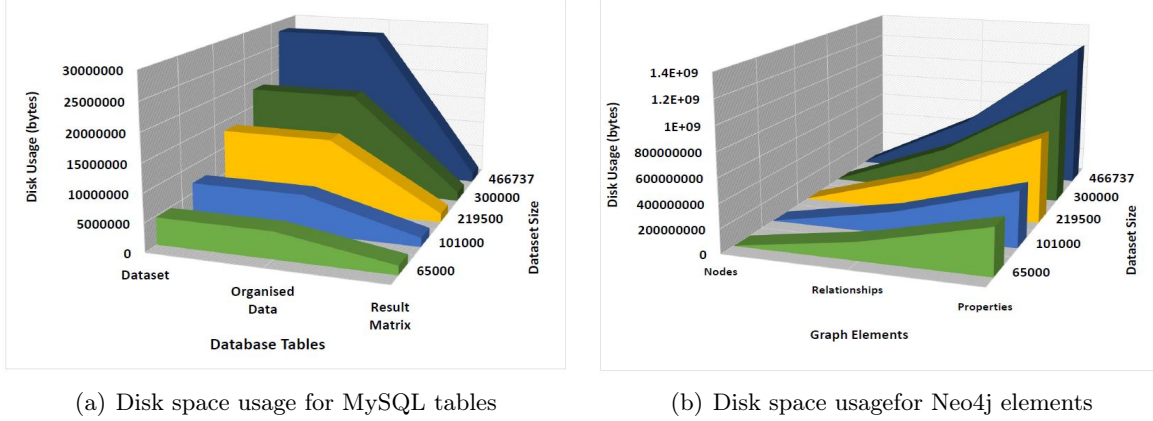 Disk Usage (bytes)
30000000
25000000
20000000
15000000
10000000
5000000
0
Dataset
Organised
Data
Result
Matrix
Database Tables
466737
300000
219500
101000
65000
Dataset Size
(a) Disk space usage for MySQL tables
Disk Usage (bytes)
1.4E+09
1.2E+09
1E+09
800000000
600000000
400000000
200000000
0
Nodes
Relationships
Properties
Graph Elements
466737
300000
219500
101000
65000
Dataset Size
(b) Disk space usagefor Neo4j elements